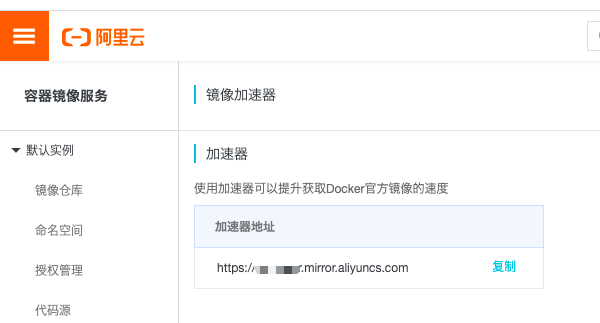 阿里云
容器镜像服务
镜像加速器
默认实例
加速器
镜像仓库
使用加速器可以提升获取Docker官方镜像的速度
命名空间
加速器地址
授权管理
https://
r.mirror.aliyuncs.com
复制
代码源